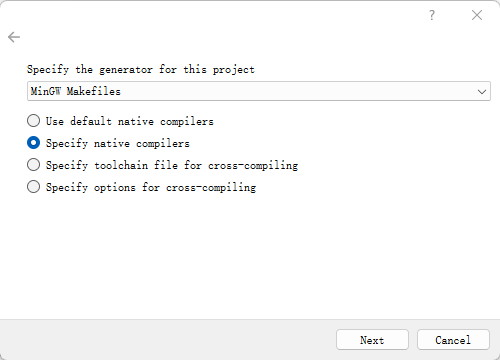 ?
Specify the generator for this project
MinGW Makefiles
Use default native compilers
Specify native compilers
Specify toolchain file for cross-compiling
Specify options for cross-compiling
Next
Cancel